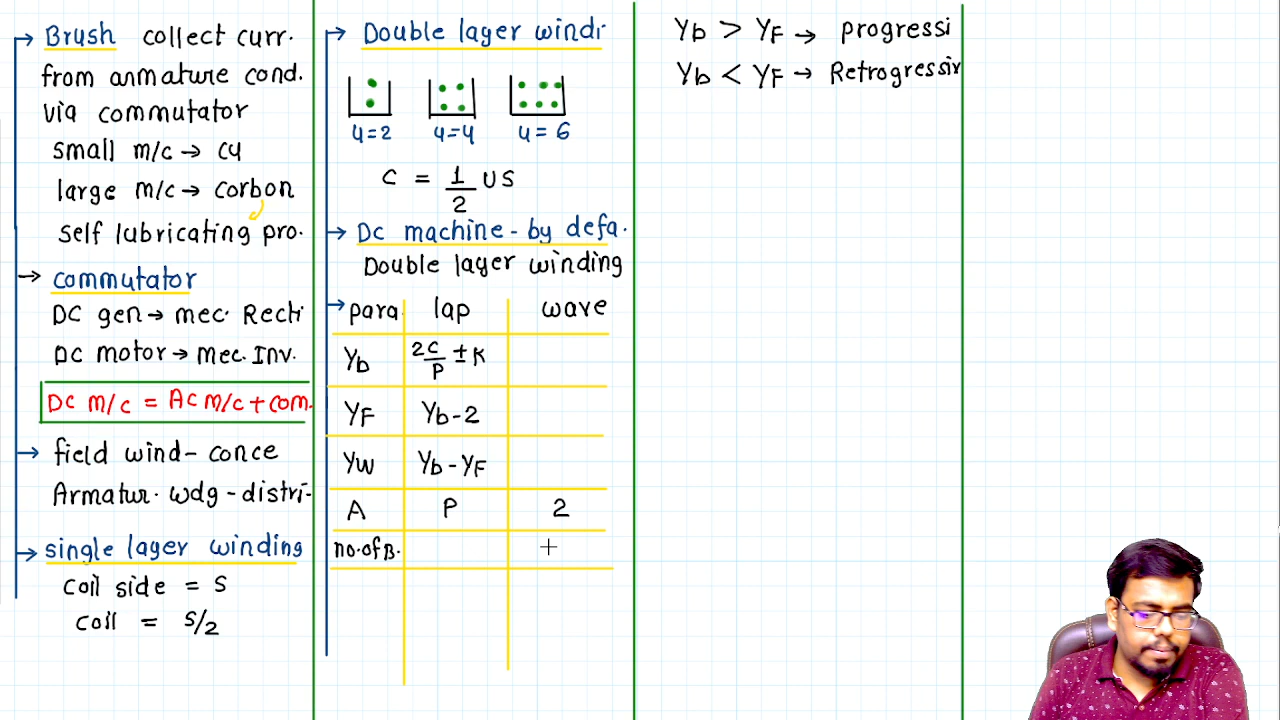 Brush collect curr.
from armature cond.
via commutator
small m/c → cu
large m/c → corbon
self lubricating pro.
commutator
DC gen → mec. Recti
DC motor → Mec. Inv.
DC m/c = AC m/c + com.
field wind - conce
Armatur. wdg - distri-
single layer winding
coil side = S
coil = S/2
Double layer windi
u=2 u=4 u=6
C = 1/2 US
DC machine - by defa.
Double layer winding
para. lap wave
Yb 2C/P ± K
YF Yb-2
YW Yb-YF
A P 2
no. of B.
Yb > YF → progressi
Yb < YF → Retrogressiv